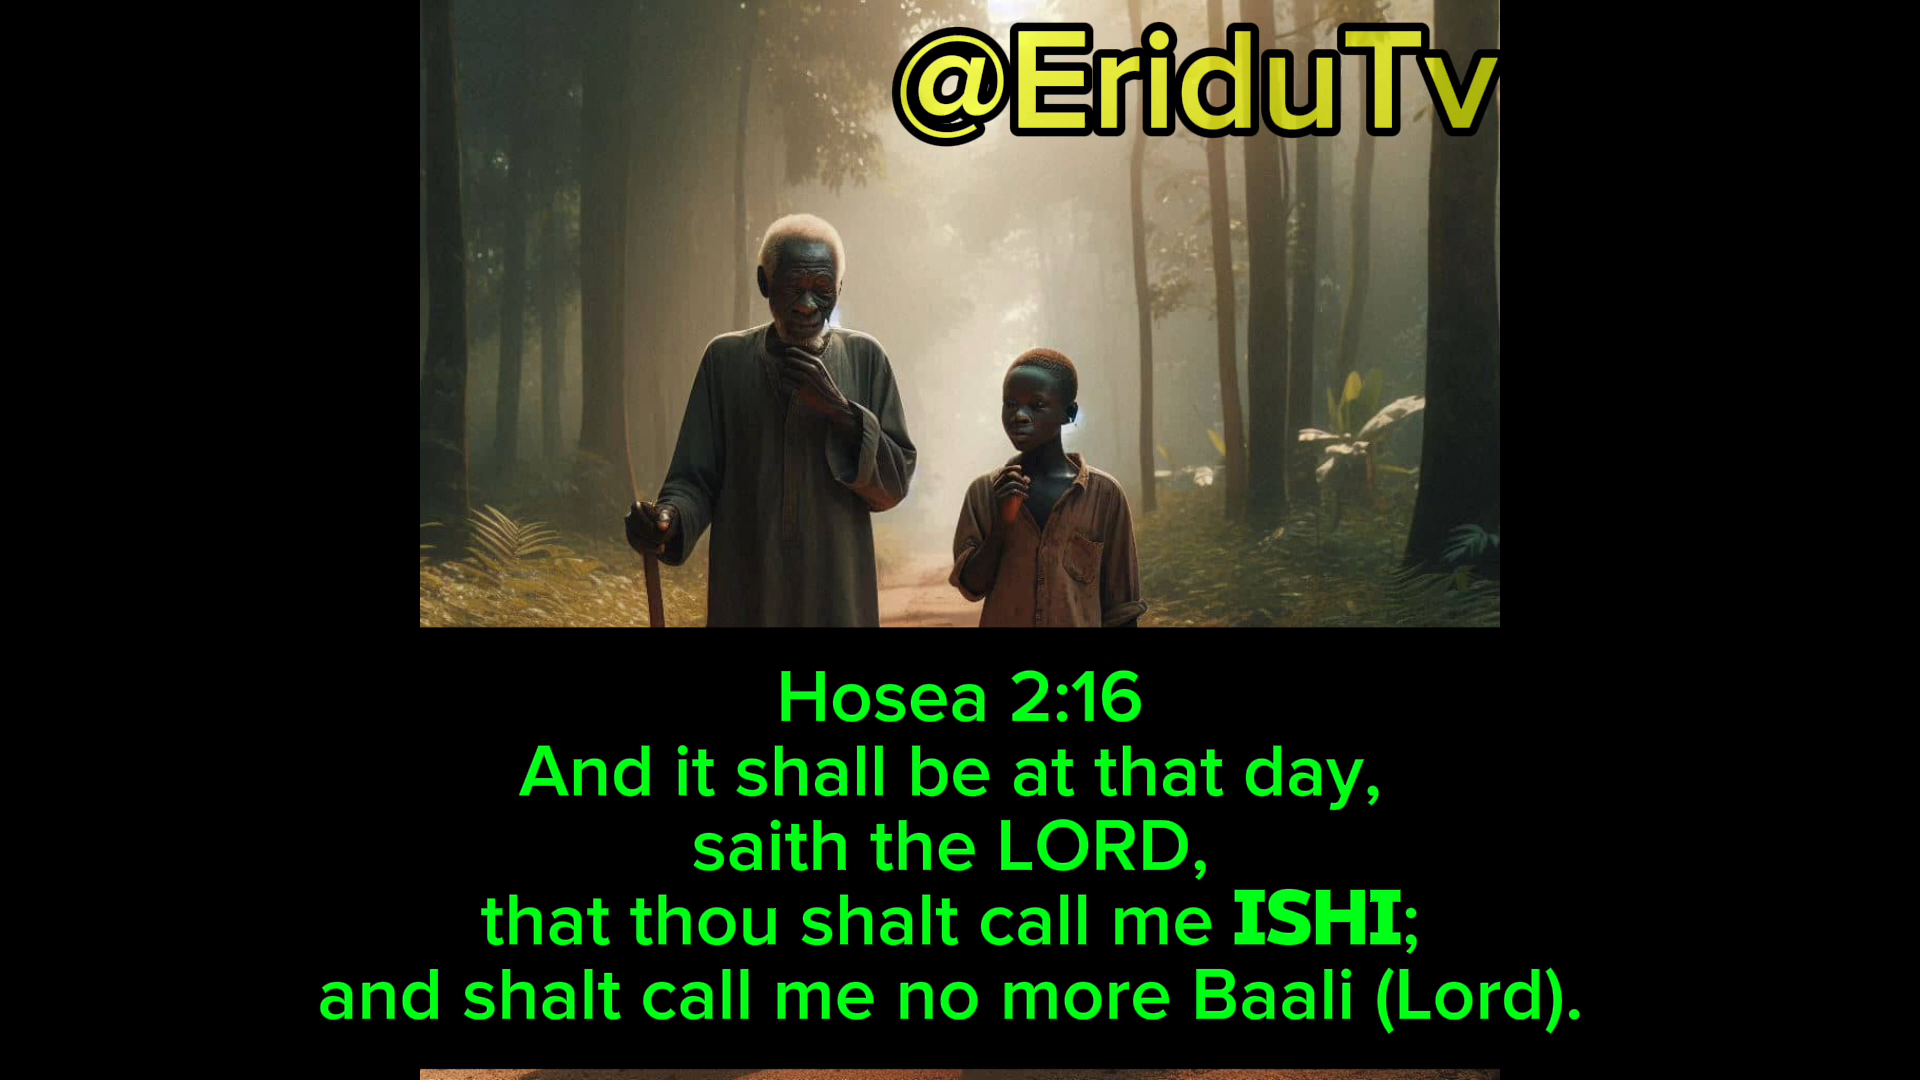 @EriduTv
Hosea 2:16
And it shall be at that day,
saith the LORD,
that thou shalt call me ISHI;
and shalt call me no more Baali (Lord).